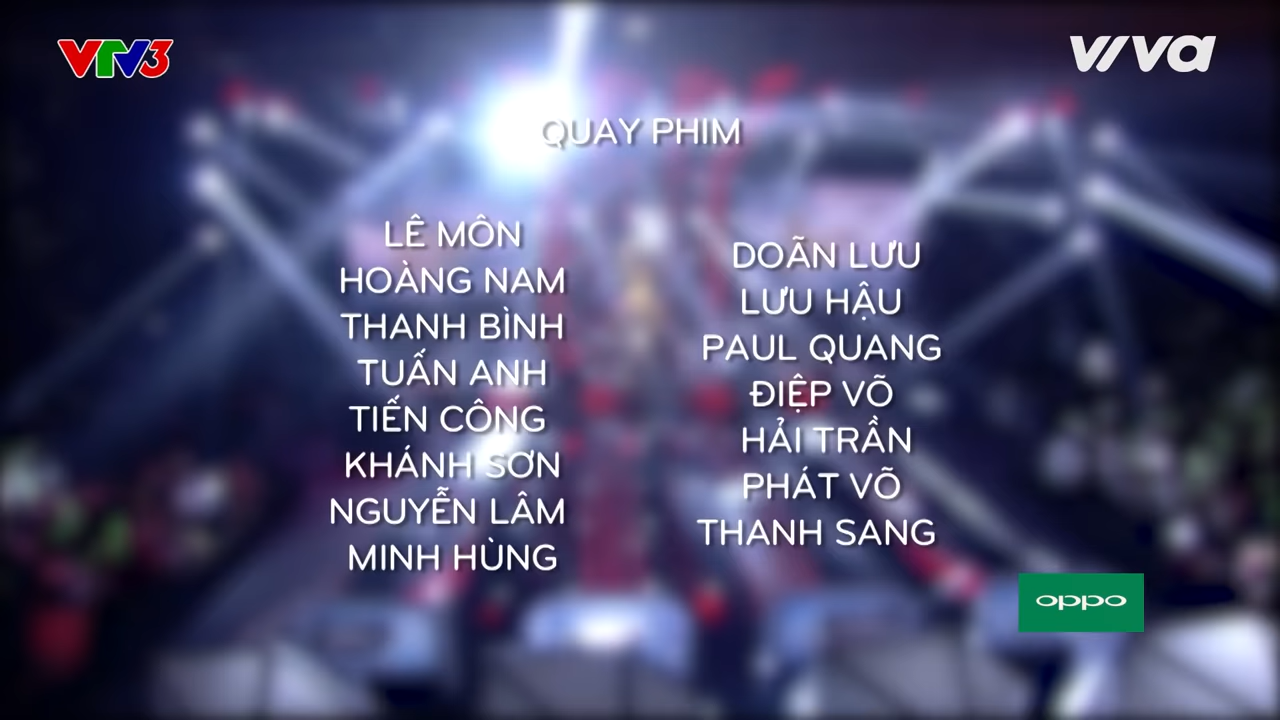 VTV3
VIVA
QUAY PHIM
LÊ MÔN
HOÀNG NAM
THANH BÌNH
TUẤN ANH
TIẾN CÔNG
KHÁNH SƠN
NGUYỄN LÂM
MINH HÙNG
DOÃN LƯU
LƯU HẬU
PAUL QUANG
ĐIỆP VÕ
HẢI TRẦN
PHÁT VÕ
THANH SANG
oppo